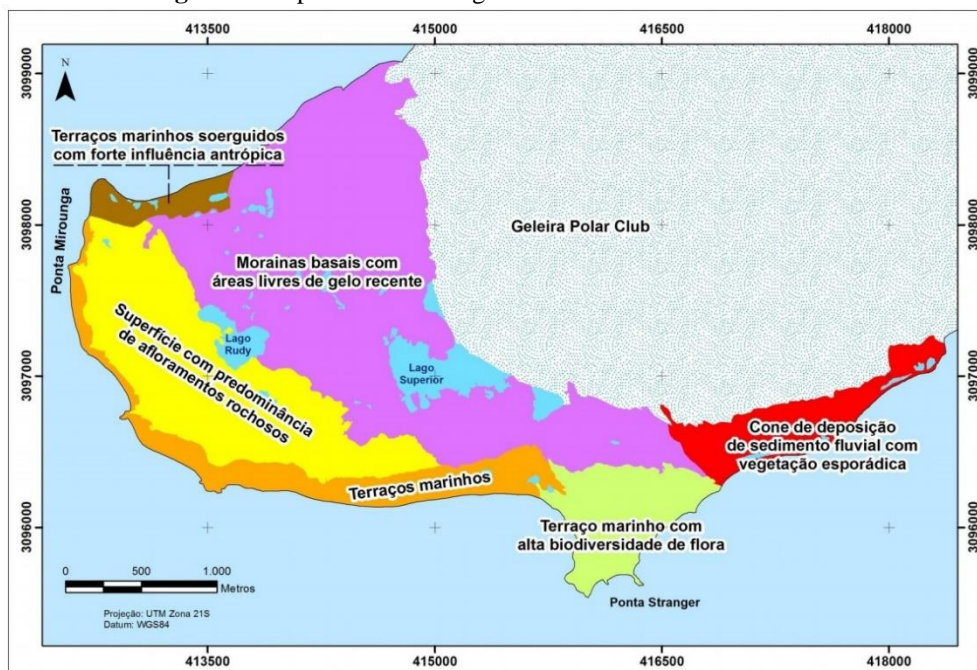 413500 415000 416500 418000
3099000 3099000
N
Terraços marinhos soerguidos
com forte influência antrópica
Ponta Mirounga
3098000 3098000
Geleira Polar Club
Morainas basais com
áreas livres de gelo recente
Superfície com predominância
de afloramentos rochosos
Lago
Rudy
Lago
Superior
3097000 3097000
Cone de deposição
de sedimento fluvial com
vegetação esporádica
Terraços marinhos
3096000 3096000
Terraço marinho com
alta biodiversidade de flora
0 500 1.000
Metros
Projeção: UTM Zona 21S
Datum: WGS84
Ponta Stranger
413500 415000 416500 418000